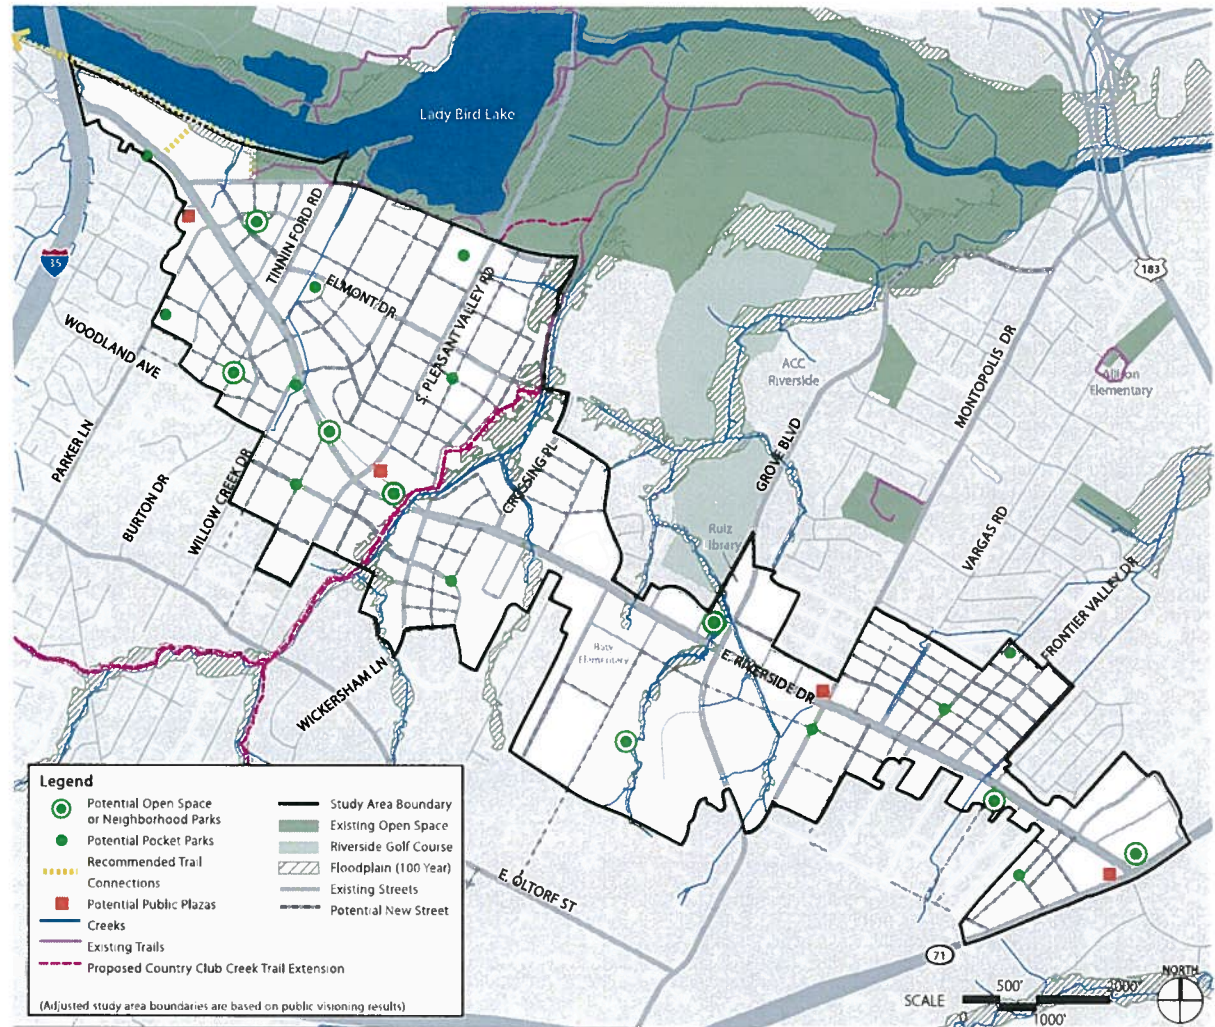 Lady Bird Lake
35
183
TINNIN FORD RD
ELMONT DR
S. PLEASANT VALLEY RD
WOODLAND AVE
PARKER LN
BURTON DR
WILLOW CREEK DR
CROSSING PL
WICKERSHAM LN
ACC
Riverside
GROVE BLVD
MONTOPOLIS DR
Allison
Elementary
VARGAS RD
Ruiz
Library
FRONTIER VALLEY DR
Baty
Elementary
E. RIVERSIDE DR
E. OLTORF ST
71
Legend
Potential Open Space
or Neighborhood Parks
Potential Pocket Parks
Recommended Trail
Connections
Potential Public Plazas
Creeks
Existing Trails
Proposed Country Club Creek Trail Extension
Study Area Boundary
Existing Open Space
Riverside Golf Course
Floodplain (100 Year)
Existing Streets
Potential New Street
(Adjusted study area boundaries are based on public visioning results)
NORTH
SCALE
500'
2000'
0
1000'